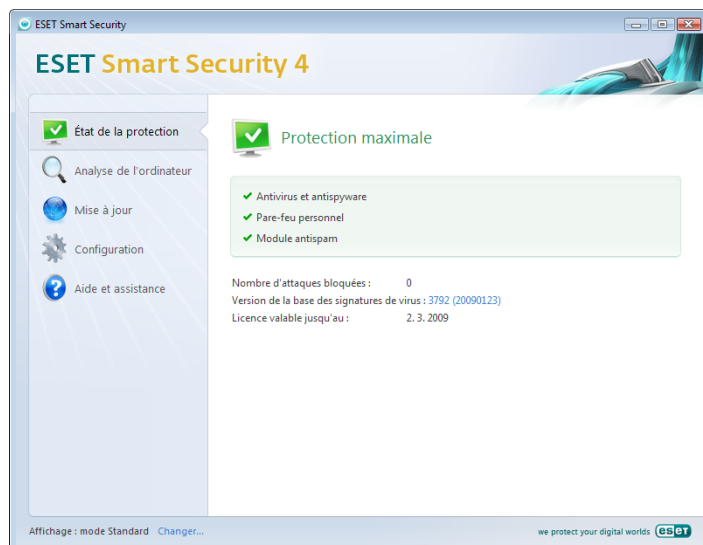 ESET Smart Security
ESET Smart Security 4
État de la protection
Analyse de l'ordinateur
Mise à jour
Configuration
Aide et assistance
Protection maximale
Antivirus et antispyware
Pare-feu personnel
Module antispam
Nombre d'attaques bloquées : 0
Version de la base des signatures de virus : 3792 (20090123)
Licence valable jusqu'au : 2. 3. 2009
Affichage : mode Standard Changer...
we protect your digital worlds eset